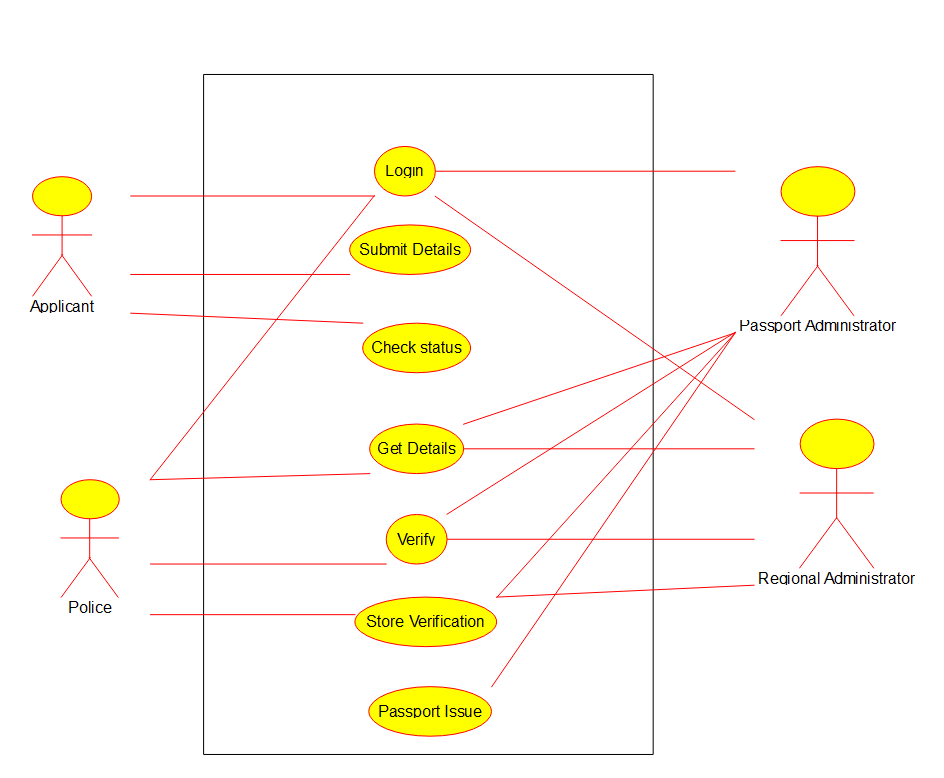 Login
Submit Details
Applicant
Passport Administrator
Check status
Get Details
Verify
Regional Administrator
Police
Store Verification
Passport Issue